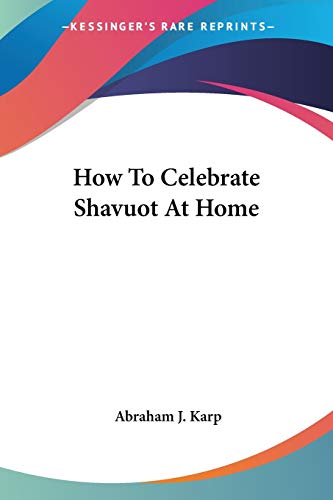 •KESSINGER'S RARE REPRINTS•
How To Celebrate
Shavuot At Home
Abraham J. Karp